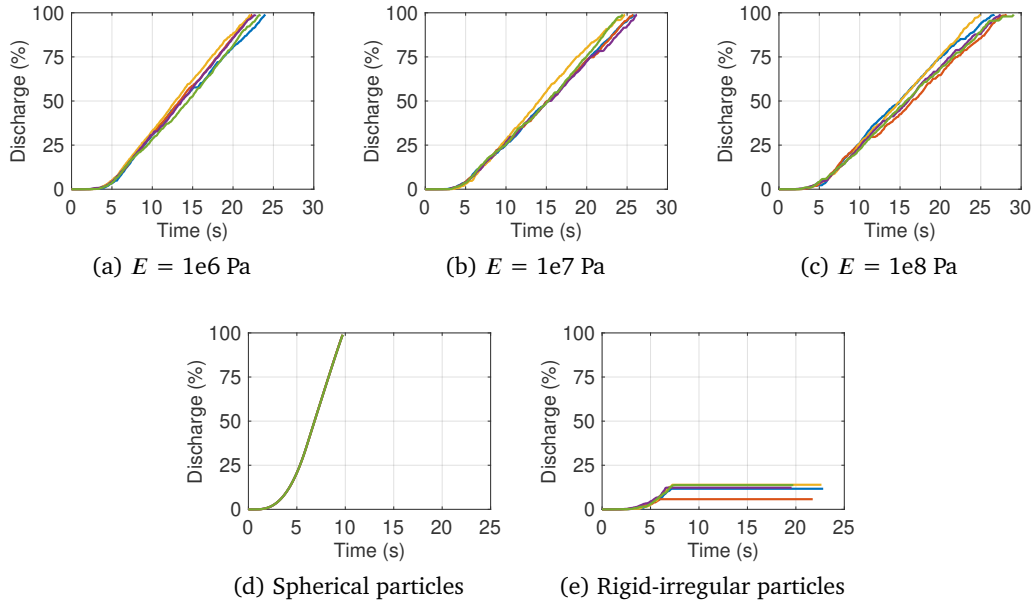 100
75
50
25
0
Discharge (%)
0 5 10 15 20 25 30
Time (s)
(a) E = 1e6 Pa
100
75
50
25
0
Discharge (%)
0 5 10 15 20 25 30
Time (s)
(b) E = 1e7 Pa
100
75
50
25
0
Discharge (%)
0 5 10 15 20 25 30
Time (s)
(c) E = 1e8 Pa
100
75
50
25
0
Discharge (%)
0 5 10 15 20 25
Time (s)
(d) Spherical particles
100
75
50
25
0
Discharge (%)
0 5 10 15 20 25
Time (s)
(e) Rigid-irregular particles